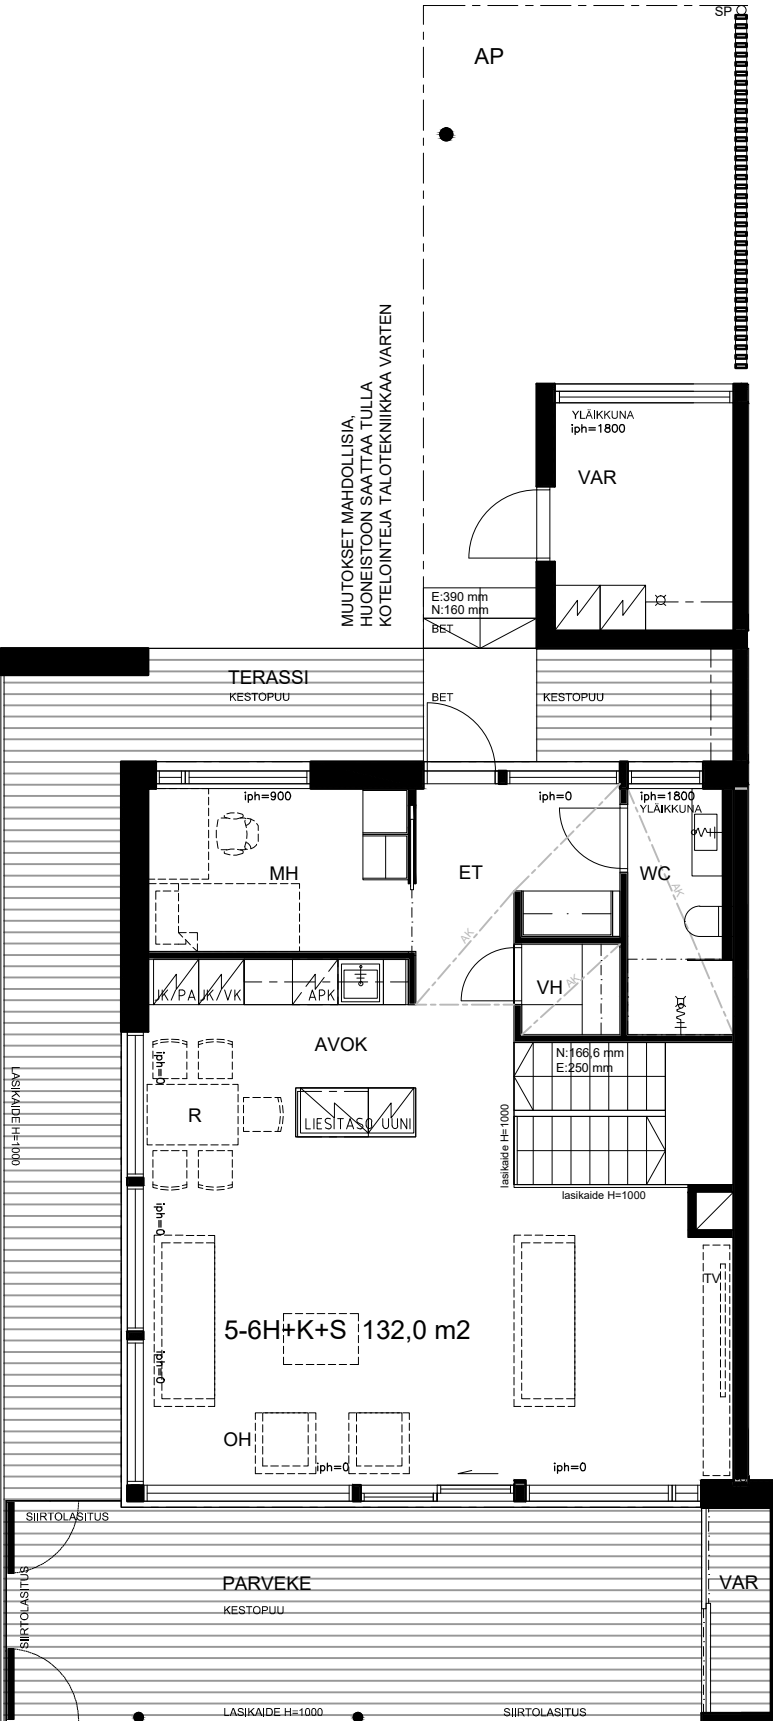 SP
AP
MUUTOKSET MAHDOLLISIA,
HUONEISTOON SAATTAA TULLA
KOTELOINTEJA TALOTEKNIIKKAA VARTEN
YLÄIKKUNA
iph=1800
VAR
E:390 mm
N:160 mm
BET
TERASSI
KESTOPUU
BET
KESTOPUU
iph=900
iph=0
iph=1800
YLÄIKKUNA
MH
ET
WC
AK
AK
AK
VH
JK/PA
JK/VK
APK
AVOK
N:166,6 mm
E:250 mm
iph=0
LASIKAIDE H=1000
R
LIESITASO
UUNI
lasikaide H=1000
lasikaide H=1000
iph=0
TV
5-6H+K+S 132,0 m2
iph=0
OH
iph=0
iph=0
SIIRTOLASITUS
SIIRTOLASITUS
PARVEKE
KESTOPUU
VAR
LASIKAIDE H=1000
SIIRTOLASITUS